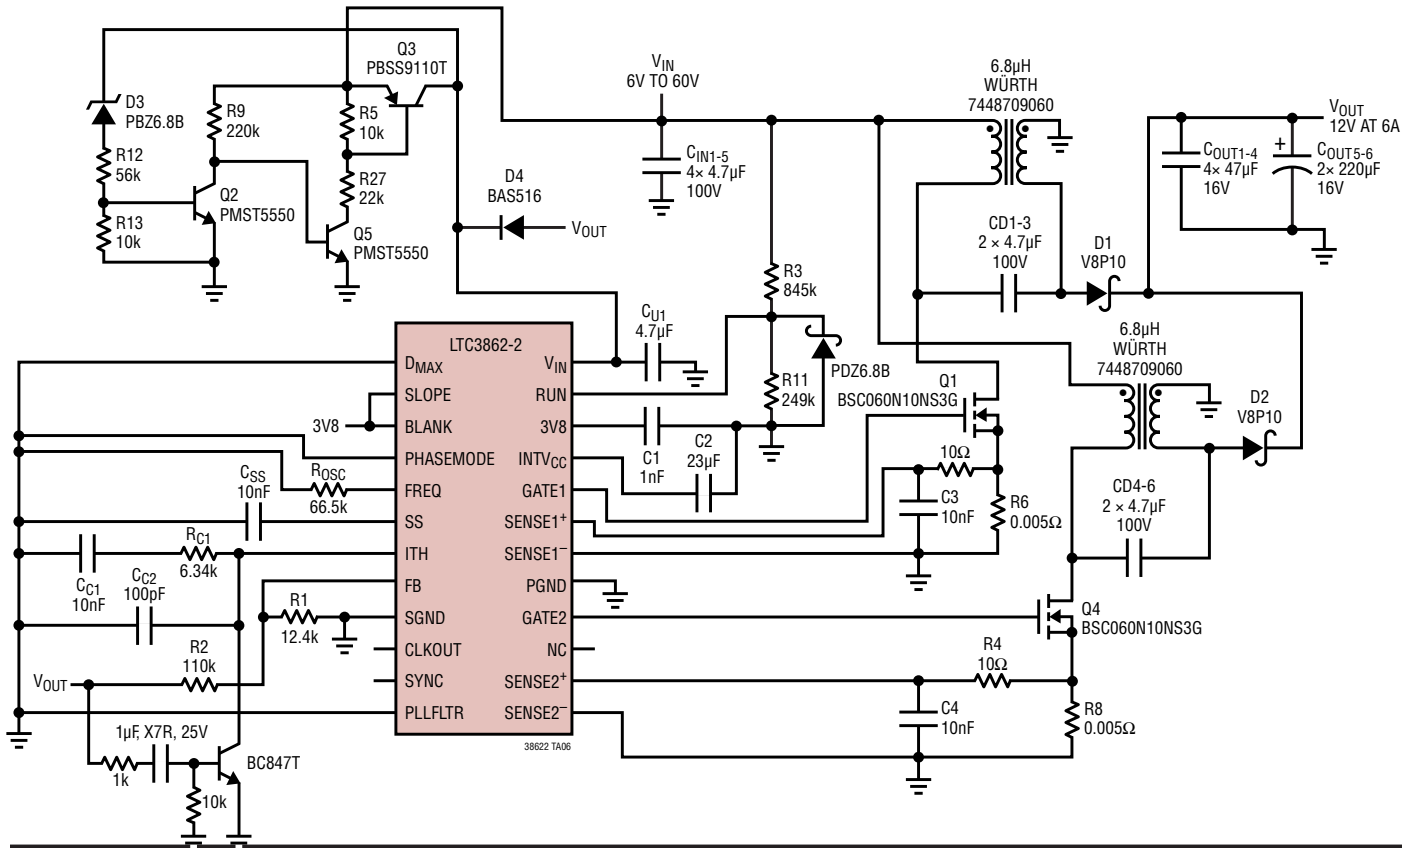 Q3
PBSS9110T
D3
PBZ6.8B
R9
220k
R5
10k
R12
56k
R27
22k
Q2
PMST5550
R13
10k
Q5
PMST5550
D4
BAS516
VOUT
VIN
6V TO 60V
CIN1-5
4× 4.7µF
100V
6.8µH
WÜRTH
7448709060
VOUT
12V AT 6A
COUT1-4
4× 47µF
16V
+
COUT5-6
2× 220µF
16V
CD1-3
2 × 4.7µF
100V
D1
V8P10
R3
845k
CU1
4.7µF
PDZ6.8B
R11
249k
6.8µH
WÜRTH
7448709060
D2
V8P10
Q1
BSC060N10NS3G
LTC3862-2
DMAX
SLOPE
BLANK
PHASEMODE
FREQ
SS
ITH
FB
SGND
CLKOUT
SYNC
PLLFLTR
VIN
RUN
3V8
INTVCC
GATE1
SENSE1+
SENSE1–
PGND
GATE2
NC
SENSE2+
SENSE2–
38622 TA06
3V8
C1
1nF
C2
23µF
10Ω
C3
10nF
R6
0.005Ω
CD4-6
2 × 4.7µF
100V
CSS
10nF
ROSC
66.5k
RC1
6.34k
CC1
10nF
CC2
100pF
R1
12.4k
R2
110k
VOUT
1µF, X7R, 25V
1k
BC847T
10k
Q4
BSC060N10NS3G
R4
10Ω
C4
10nF
R8
0.005Ω